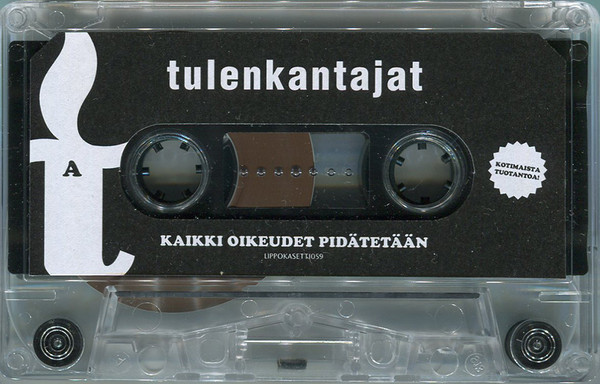 tulenkantajat
A
t
KOTIMAISTA
TUOTANTOA!
KAIKKI OIKEUDET PIDÄTETÄÄN
LIPPOKASETTI059